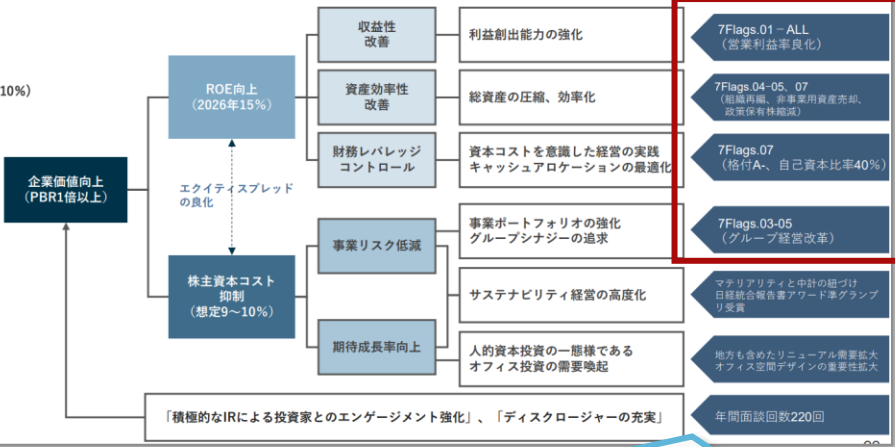 10%)
企業価値向上
（PBR1倍以上）
ROE向上
（2026年15%）
エクイティスプレッド
の良化
株主資本コスト
抑制
（想定9～10%）
収益性
改善
利益創出能力の強化
7Flags.01－ALL
（営業利益率良化）
資産効率性
改善
総資産の圧縮、効率化
7Flags.04−05、07
（組織再編、非事業用資産売却、
政策保有株縮減）
財務レバレッジ
コントロール
資本コストを意識した経営の実践
キャッシュアロケーションの最適化
7Flags.07
（格付A-、自己資本比率40%）
事業リスク低減
事業ポートフォリオの強化
グループシナジーの追求
7Flags.03-05
（グループ経営改革）
サステナビリティ経営の高度化
マテリアリティと中計の紐づけ
日経統合報告書アワード準グランプ
リ受賞
期待成長率向上
人的資本投資の一態様である
オフィス投資の需要喚起
地方も含めたリニューアル需要拡大
オフィス空間デザインの重要性拡大
「積極的なIRによる投資家とのエンゲージメント強化」、「ディスクロージャーの充実」
年間面談回数220回